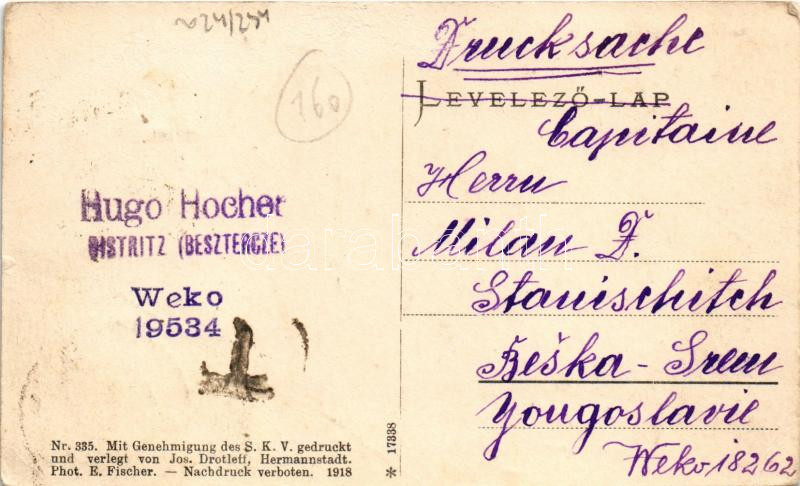 160
Hugo Hocher
BISTRITZ (BESZTERCZE)
Weko
19534
T
Nr. 335. Mit Genehmigung des S. K. V. gedruckt
und verlegt von Jos. Drotleff, Hermannstadt.
Phot. E. Fischer. — Nachdruck verboten. 1918
* 17338
Drucksache
LEVELEZŐ-LAP
Capitaine
Herrn
Milan D.
Stanischitch
Beška - Srem
Yougoslavie
Weko 18262